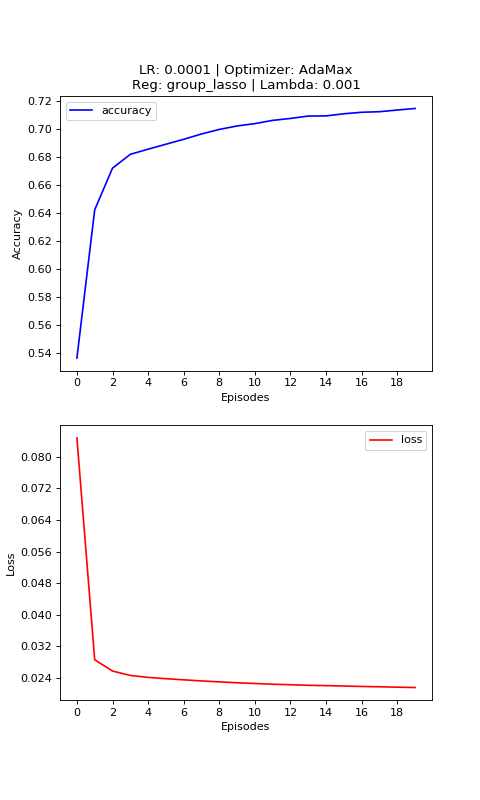 LR: 0.0001 | Optimizer: AdaMax
Reg: group_lasso | Lambda: 0.001
accuracy
0.72
0.70
0.68
0.66
0.64
0.62
0.60
0.58
0.56
0.54
Accuracy
0 2 4 6 8 10 12 14 16 18
Episodes
loss
0.080
0.072
0.064
0.056
0.048
0.040
0.032
0.024
Loss
0 2 4 6 8 10 12 14 16 18
Episodes